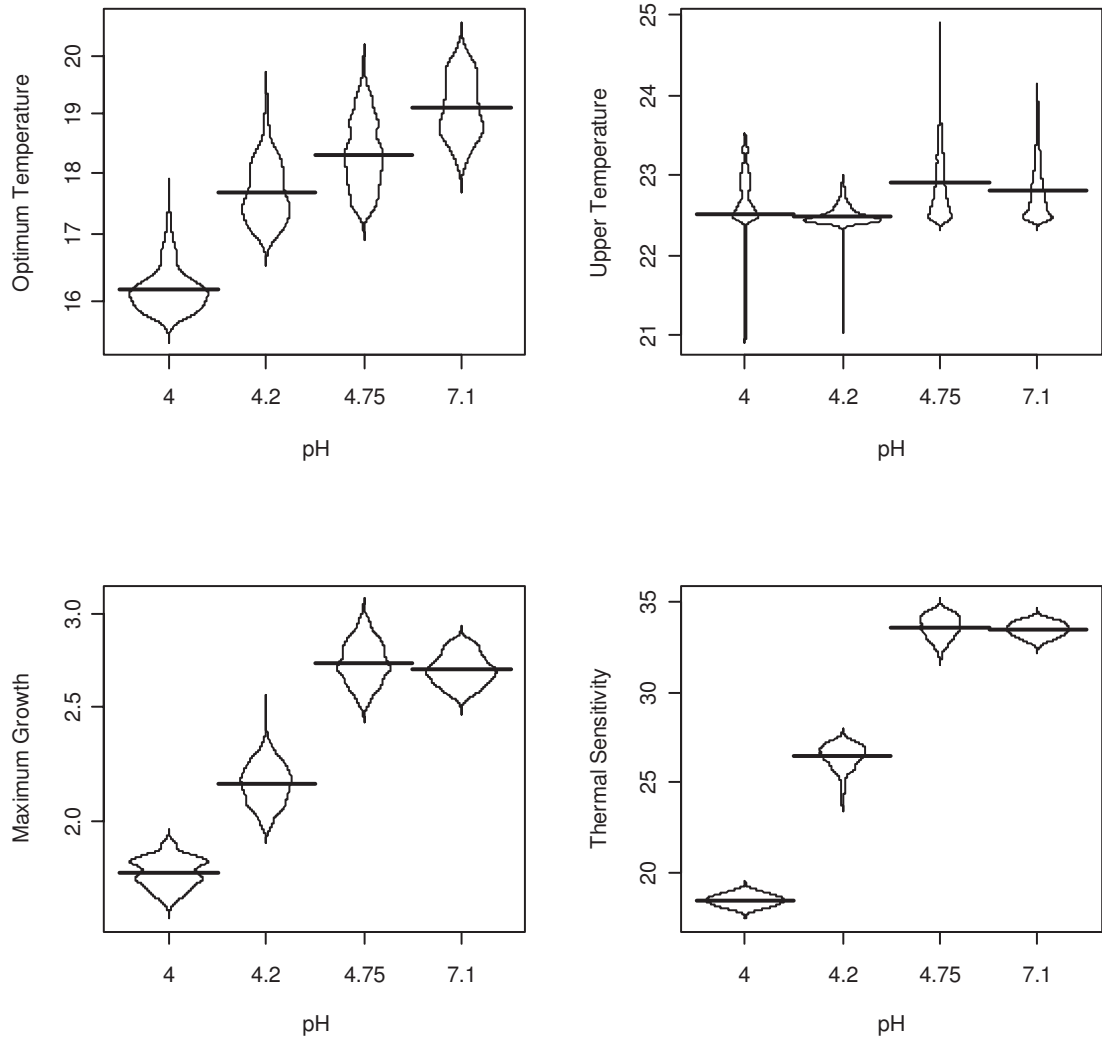 Optimum Temperature
20
19
18
17
16
4 4.2 4.75 7.1
pH
Upper Temperature
25
24
23
22
21
4 4.2 4.75 7.1
pH
Maximum Growth
3.0
2.5
2.0
4 4.2 4.75 7.1
pH
Thermal Sensitivity
35
30
25
20
4 4.2 4.75 7.1
pH